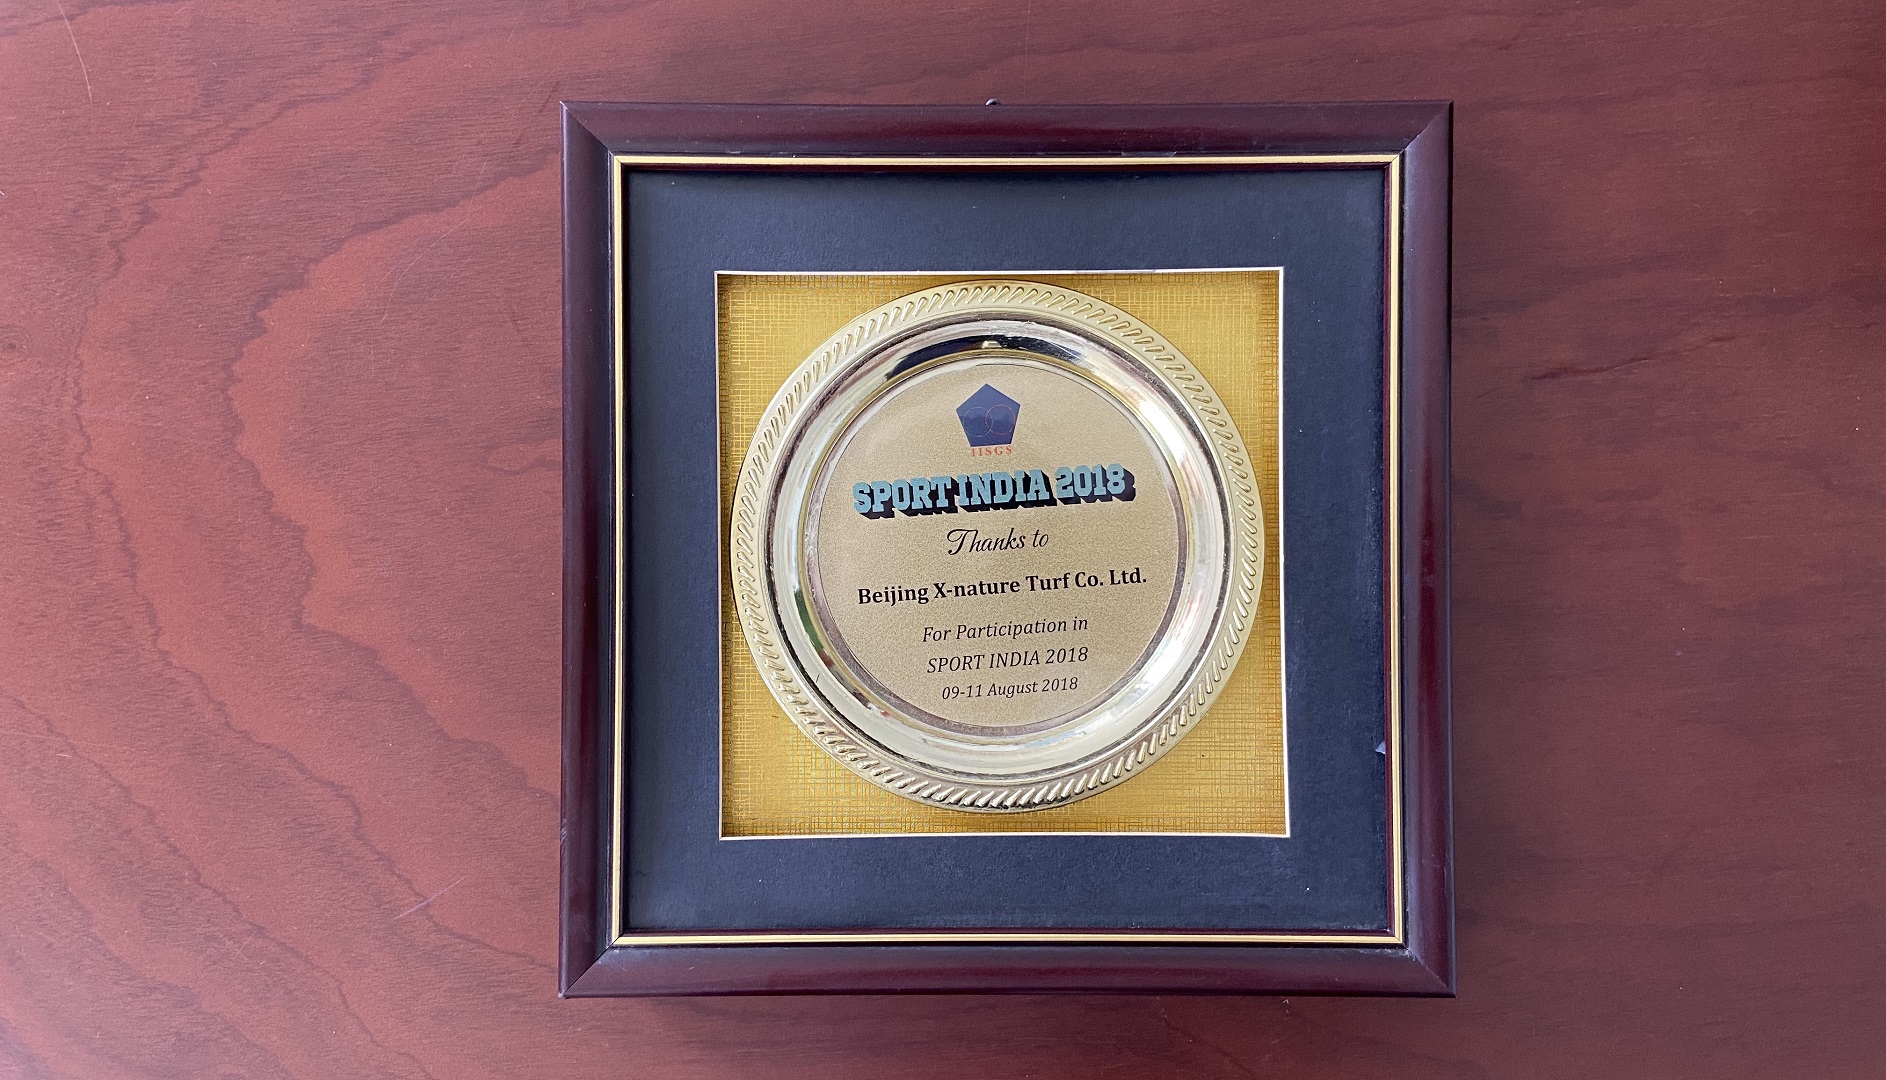 IISGS
SPORT INDIA 2018
Thanks to
Beijing X-nature Turf Co. Ltd.
For Participation in
SPORT INDIA 2018
09-11 August 2018